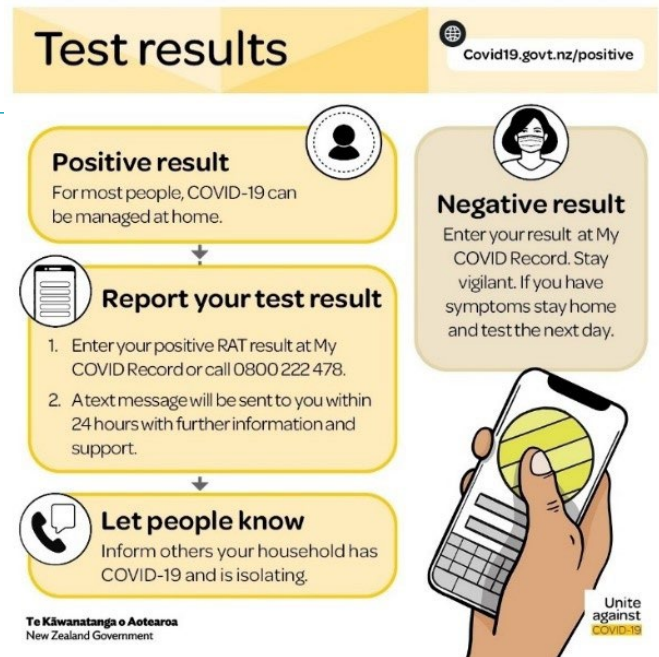 Test results
Covid19.govt.nz/positive
Positive result
For most people, COVID-19 can
be managed at home.
Report your test result
1. Enter your positive RAT result at My
COVID Record or call 0800 222 478.
2. A text message will be sent to you within
24 hours with further information and
support.
Let people know
Inform others your household has
COVID-19 and is isolating.
Negative result
Enter your result at My
COVID Record. Stay
vigilant. If you have
symptoms stay home
and test the next day.
Te Kāwanatanga o Aotearoa
New Zealand Government
Unite
against
COVID-19